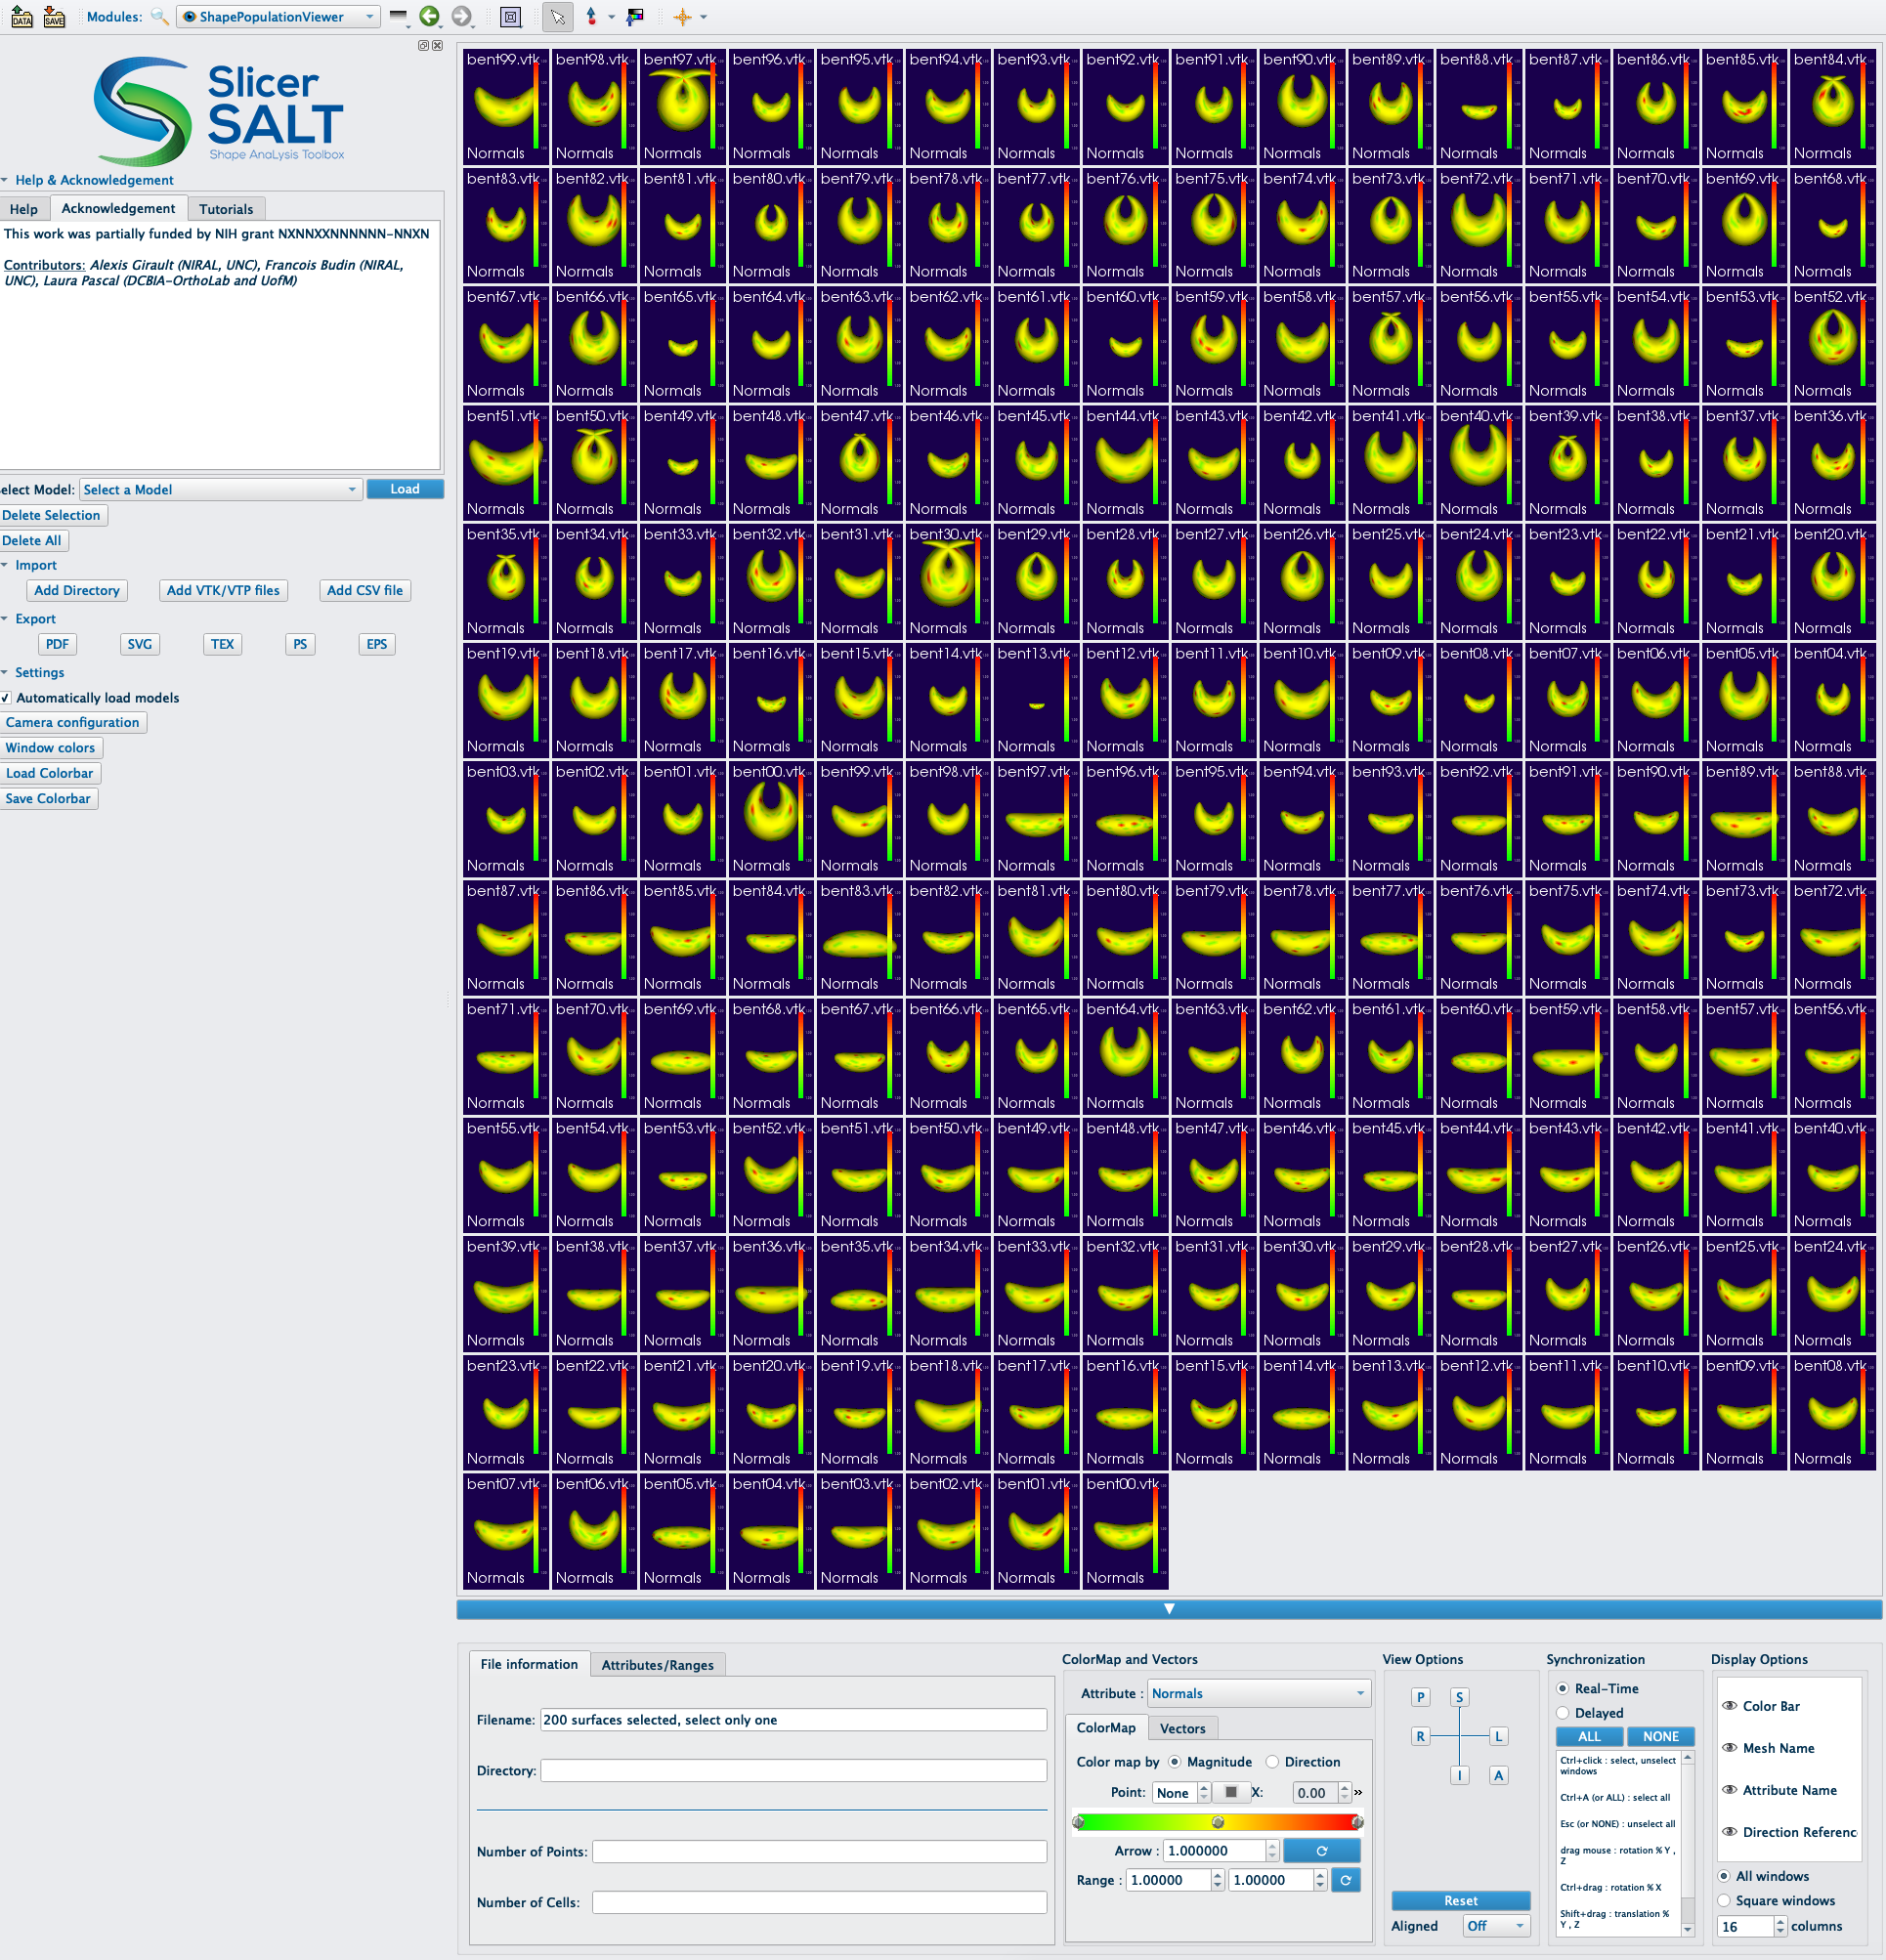 DATA SAVE Modules: ShapePopulationViewer
Slicer
SALT
Shape AnaLysis Toolbox
Help & Acknowledgement
Help Acknowledgement Tutorials
This work was partially funded by NIH grant NXNNXXNNNNNN-NNXN
Contributors: Alexis Girault (NIRAL, UNC), Francois Budin (NIRAL,
UNC), Laura Pascal (DCBIA-OrthoLab and UofM)
elect Model: Select a Model Load
Delete Selection
Delete All
Import
Add Directory Add VTK/VTP files Add CSV file
Export
PDF SVG TEX PS EPS
Settings
Automatically load models
Camera configuration
Window colors
Load Colorbar
Save Colorbar
bent99.vtk bent98.vtk bent97.vtk bent96.vtk bent95.vtk bent94.vtk bent93.vtk bent92.vtk bent91.vtk bent90.vtk bent89.vtk bent88.vtk bent87.vtk bent86.vtk bent85.vtk bent84.vtk
Normals Normals Normals Normals Normals Normals Normals Normals Normals Normals Normals Normals Normals Normals Normals Normals
bent83.vtk bent82.vtk bent81.vtk bent80.vtk bent79.vtk bent78.vtk bent77.vtk bent76.vtk bent75.vtk bent74.vtk bent73.vtk bent72.vtk bent71.vtk bent70.vtk bent69.vtk bent68.vtk
Normals Normals Normals Normals Normals Normals Normals Normals Normals Normals Normals Normals Normals Normals Normals Normals
bent67.vtk bent66.vtk bent65.vtk bent64.vtk bent63.vtk bent62.vtk bent61.vtk bent60.vtk bent59.vtk bent58.vtk bent57.vtk bent56.vtk bent55.vtk bent54.vtk bent53.vtk bent52.vtk
Normals Normals Normals Normals Normals Normals Normals Normals Normals Normals Normals Normals Normals Normals Normals Normals
bent51.vtk bent50.vtk bent49.vtk bent48.vtk bent47.vtk bent46.vtk bent45.vtk bent44.vtk bent43.vtk bent42.vtk bent41.vtk bent40.vtk bent39.vtk bent38.vtk bent37.vtk bent36.vtk
Normals Normals Normals Normals Normals Normals Normals Normals Normals Normals Normals Normals Normals Normals Normals Normals
bent35.vtk bent34.vtk bent33.vtk bent32.vtk bent31.vtk bent30.vtk bent29.vtk bent28.vtk bent27.vtk bent26.vtk bent25.vtk bent24.vtk bent23.vtk bent22.vtk bent21.vtk bent20.vtk
Normals Normals Normals Normals Normals Normals Normals Normals Normals Normals Normals Normals Normals Normals Normals Normals
bent19.vtk bent18.vtk bent17.vtk bent16.vtk bent15.vtk bent14.vtk bent13.vtk bent12.vtk bent11.vtk bent10.vtk bent09.vtk bent08.vtk bent07.vtk bent06.vtk bent05.vtk bent04.vtk
Normals Normals Normals Normals Normals Normals Normals Normals Normals Normals Normals Normals Normals Normals Normals Normals
bent03.vtk bent02.vtk bent01.vtk bent00.vtk bent99.vtk bent98.vtk bent97.vtk bent96.vtk bent95.vtk bent94.vtk bent93.vtk bent92.vtk bent91.vtk bent90.vtk bent89.vtk bent88.vtk
Normals Normals Normals Normals Normals Normals Normals Normals Normals Normals Normals Normals Normals Normals Normals Normals
bent87.vtk bent86.vtk bent85.vtk bent84.vtk bent83.vtk bent82.vtk bent81.vtk bent80.vtk bent79.vtk bent78.vtk bent77.vtk bent76.vtk bent75.vtk bent74.vtk bent73.vtk bent72.vtk
Normals Normals Normals Normals Normals Normals Normals Normals Normals Normals Normals Normals Normals Normals Normals Normals
bent71.vtk bent70.vtk bent69.vtk bent68.vtk bent67.vtk bent66.vtk bent65.vtk bent64.vtk bent63.vtk bent62.vtk bent61.vtk bent60.vtk bent59.vtk bent58.vtk bent57.vtk bent56.vtk
Normals Normals Normals Normals Normals Normals Normals Normals Normals Normals Normals Normals Normals Normals Normals Normals
bent55.vtk bent54.vtk bent53.vtk bent52.vtk bent51.vtk bent50.vtk bent49.vtk bent48.vtk bent47.vtk bent46.vtk bent45.vtk bent44.vtk bent43.vtk bent42.vtk bent41.vtk bent40.vtk
Normals Normals Normals Normals Normals Normals Normals Normals Normals Normals Normals Normals Normals Normals Normals Normals
bent39.vtk bent38.vtk bent37.vtk bent36.vtk bent35.vtk bent34.vtk bent33.vtk bent32.vtk bent31.vtk bent30.vtk bent29.vtk bent28.vtk bent27.vtk bent26.vtk bent25.vtk bent24.vtk
Normals Normals Normals Normals Normals Normals Normals Normals Normals Normals Normals Normals Normals Normals Normals Normals
bent23.vtk bent22.vtk bent21.vtk bent20.vtk bent19.vtk bent18.vtk bent17.vtk bent16.vtk bent15.vtk bent14.vtk bent13.vtk bent12.vtk bent11.vtk bent10.vtk bent09.vtk bent08.vtk
Normals Normals Normals Normals Normals Normals Normals Normals Normals Normals Normals Normals Normals Normals Normals Normals
bent07.vtk bent06.vtk bent05.vtk bent04.vtk bent03.vtk bent02.vtk bent01.vtk bent00.vtk
Normals Normals Normals Normals Normals Normals Normals Normals
File information Attributes/Ranges
Filename: 200 surfaces selected, select only one
Directory:
Number of Points:
Number of Cells:
ColorMap and Vectors
Attribute : Normals
ColorMap Vectors
Color map by Magnitude Direction
Point: None X: 0.00 »
Arrow : 1.000000
Range : 1.00000 1.00000
View Options
P S
R L
I A
Reset
Aligned Off
Synchronization
Real-Time
Delayed
ALL NONE
Ctrl+click : select, unselect
windows
Ctrl+A (or ALL) : select all
Esc (or NONE) : unselect all
drag mouse : rotation % Y ,
Z
Ctrl+drag : rotation % X
Shift+drag : translation %
Y , Z
Display Options
Color Bar
Mesh Name
Attribute Name
Direction Referenc
All windows
Square windows
16 columns